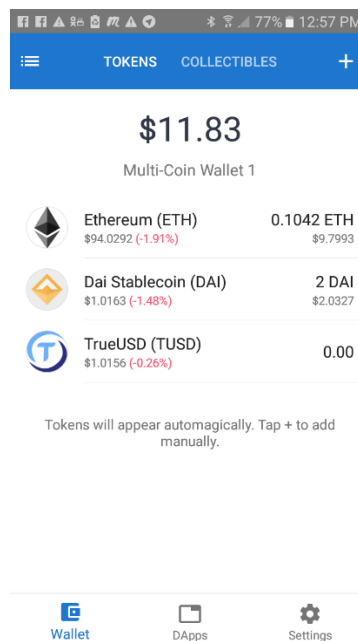 77% 12:57 PM
TOKENS COLLECTIBLES +
$11.83
Multi-Coin Wallet 1
Ethereum (ETH) 0.1042 ETH
$94.0292 (-1.91%) $9.7993
Dai Stablecoin (DAI) 2 DAI
$1.0163 (-1.48%) $2.0327
TrueUSD (TUSD) 0.00
$1.0156 (-0.26%)
Tokens will appear automagically. Tap + to add
manually.
Wallet DApps Settings